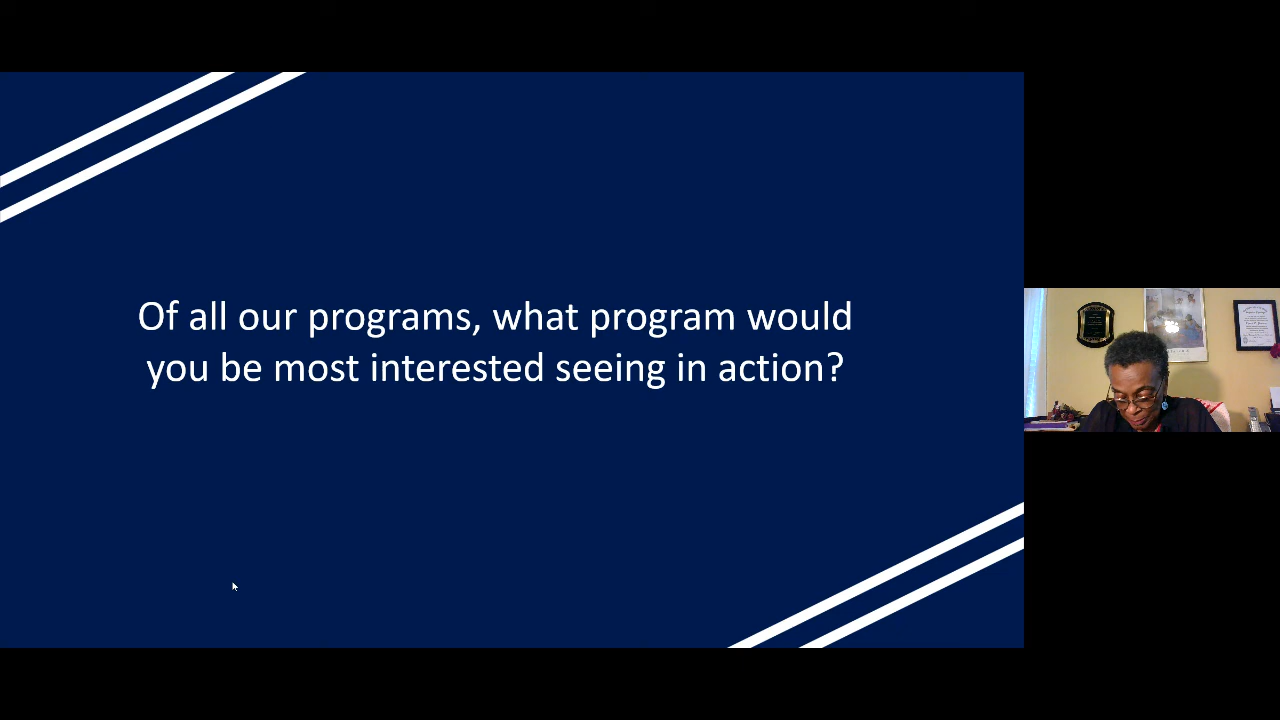 Of all our programs, what program would
you be most interested seeing in action?